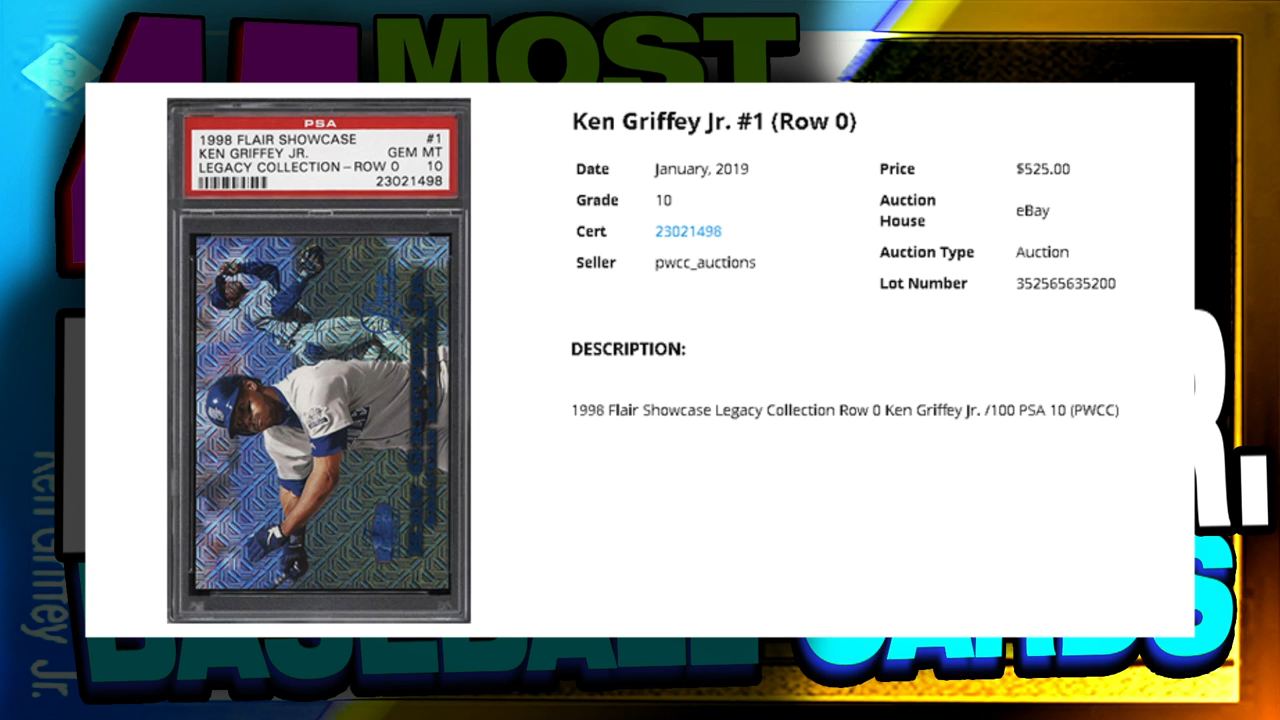 MOST
PSA
1998 FLAIR SHOWCASE #1
KEN GRIFFEY JR. GEM MT
LEGACY COLLECTION – ROW 0 10
23021498
Ken Griffey Jr. #1 (Row 0)
Date January, 2019 Price $525.00
Grade 10 Auction House eBay
Cert 23021498 Auction Type Auction
Seller pwcc_auctions Lot Number 352565635200
DESCRIPTION:
1998 Flair Showcase Legacy Collection Row 0 Ken Griffey Jr. /100 PSA 10 (PWCC)
R.
BASEBALL CARDS
Ken Griffey Jr.